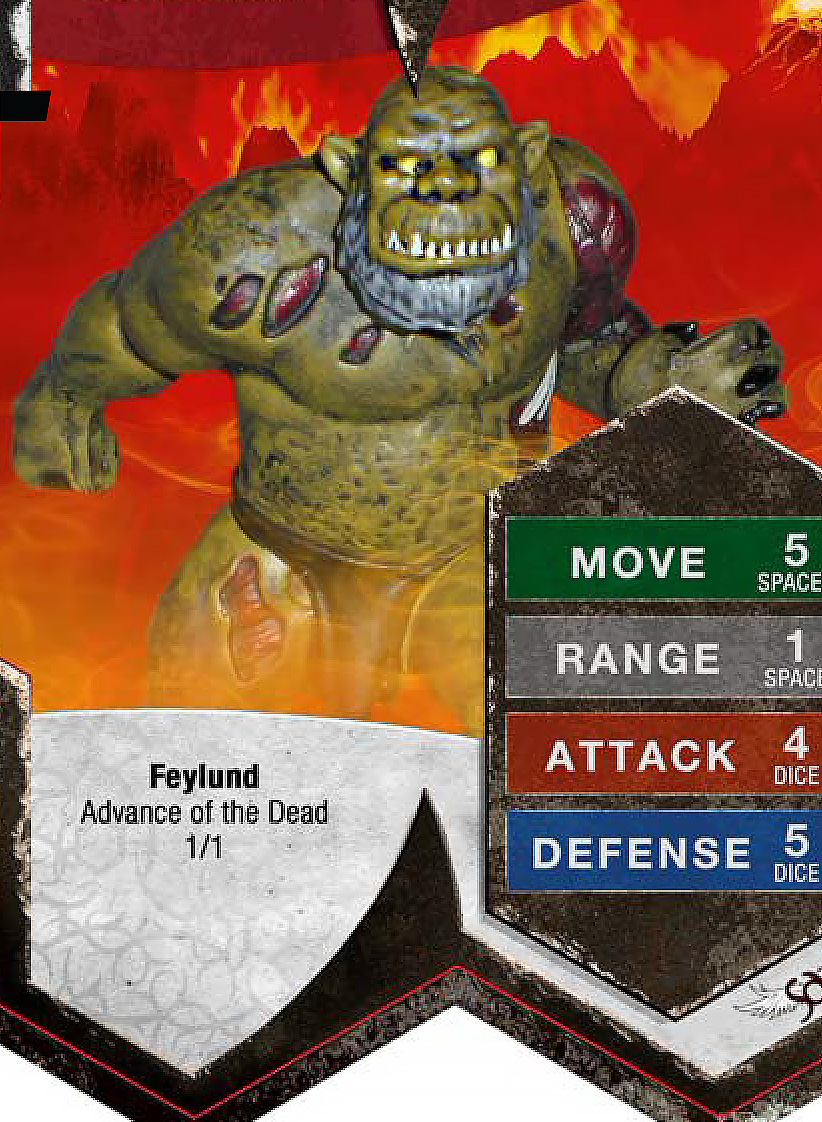 MOVE 5
SPACE
RANGE 1
SPACE
ATTACK 4
DICE
DEFENSE 5
DICE
Feylund
Advance of the Dead
1/1